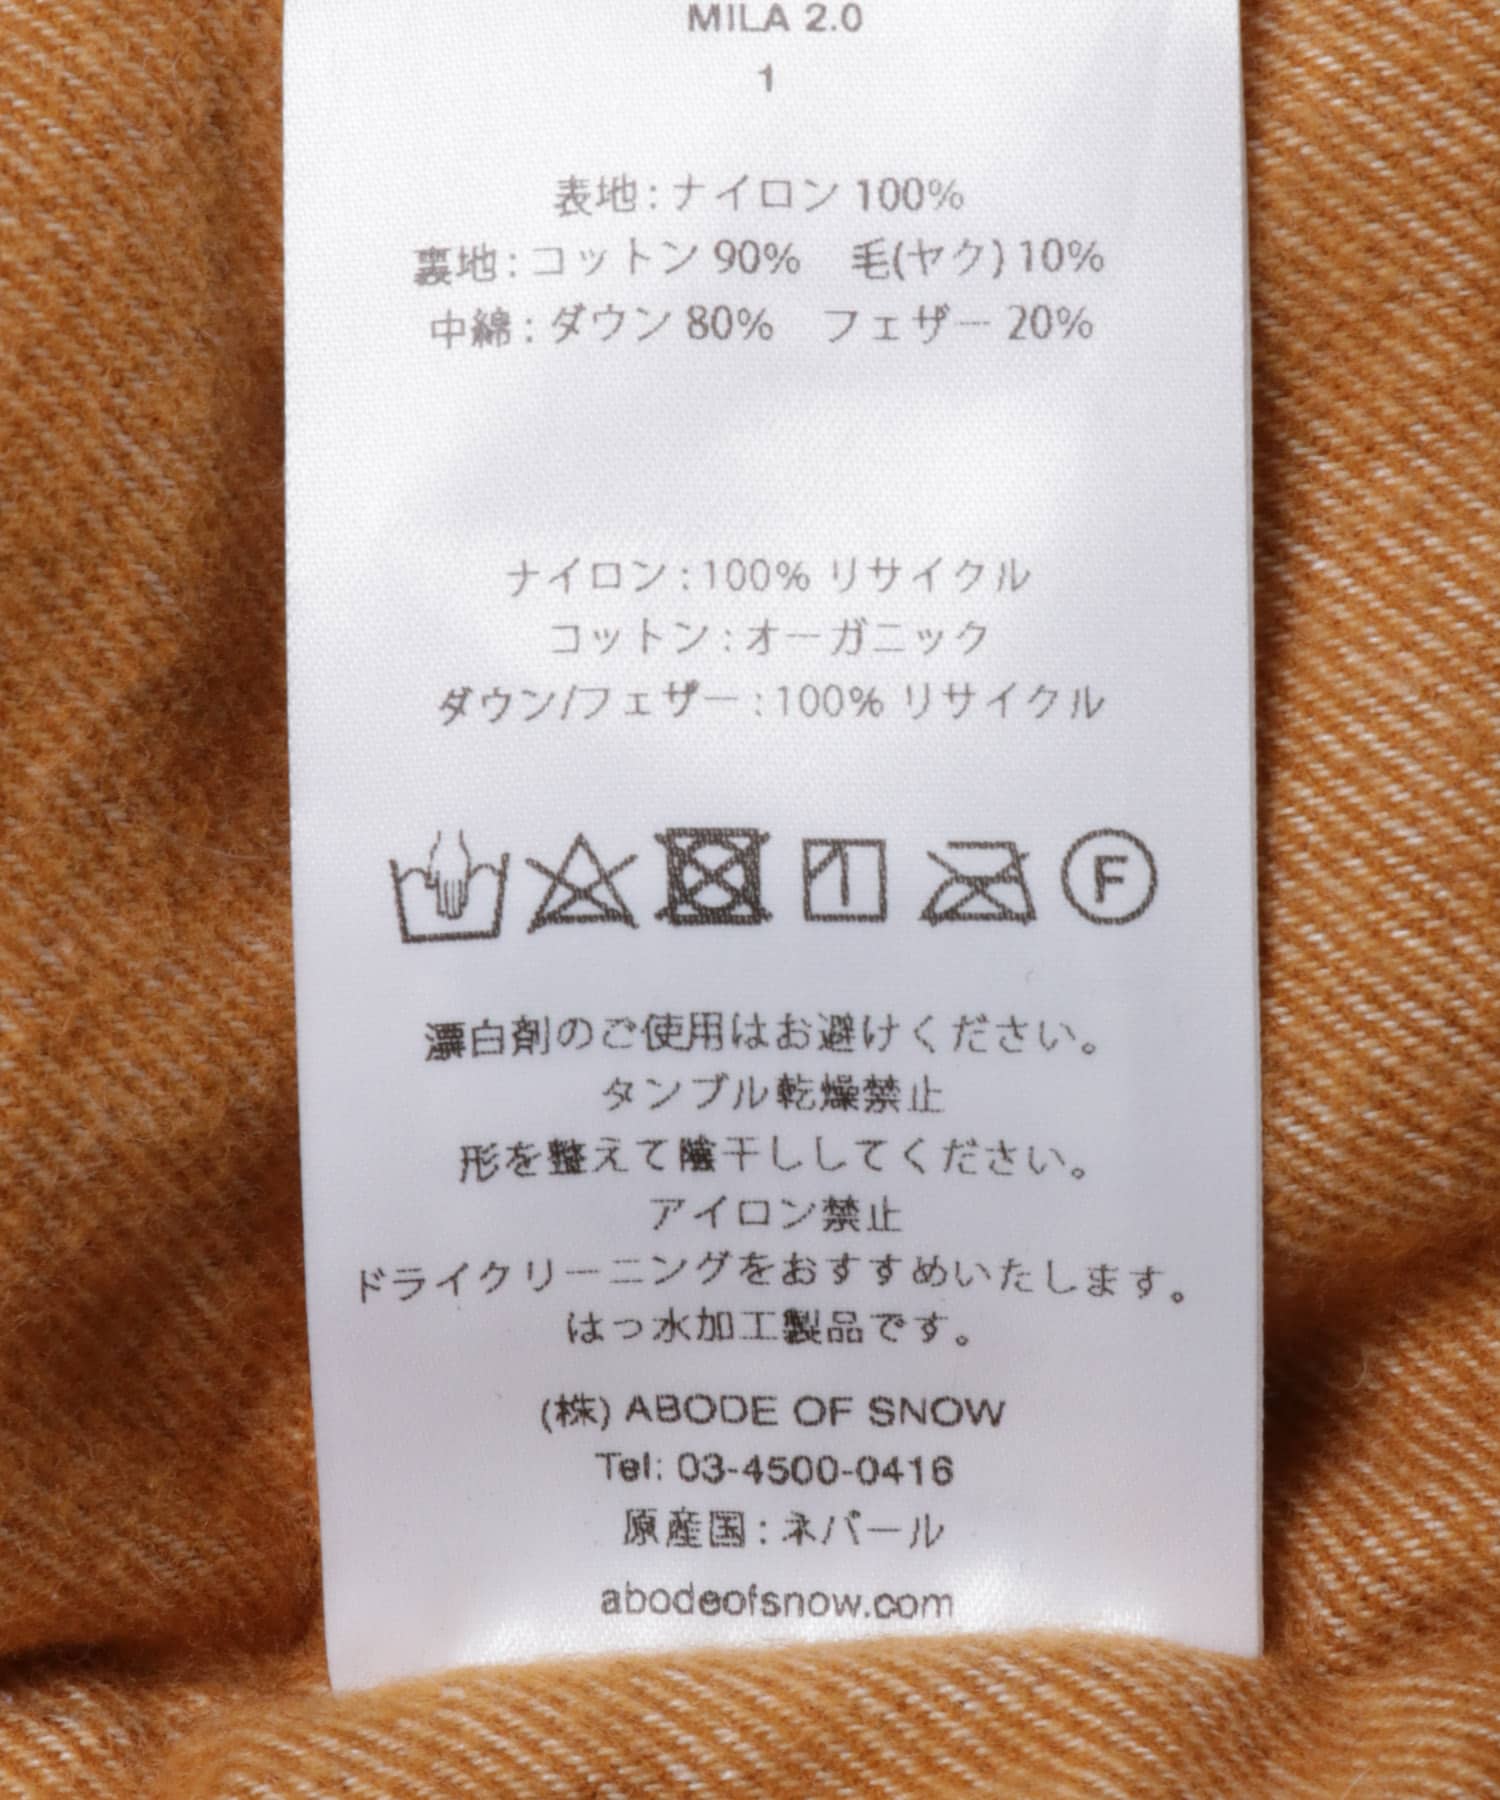 MILA 2.0
1
表地 : ナイロン 100%
裏地 : コットン 90%　毛(ヤク) 10%
中綿 : ダウン 80%　フェザー 20%
ナイロン : 100% リサイクル
コットン : オーガニック
ダウン/フェザー : 100% リサイクル
F
漂白剤のご使用はお避けください。
タンブル乾燥禁止
形を整えて陰干ししてください。
アイロン禁止
ドライクリーニングをおすすめいたします。
はっ水加工製品です。
(株) ABODE OF SNOW
Tel: 03-4500-0416
原産国 : ネパール
abodeofsnow.com